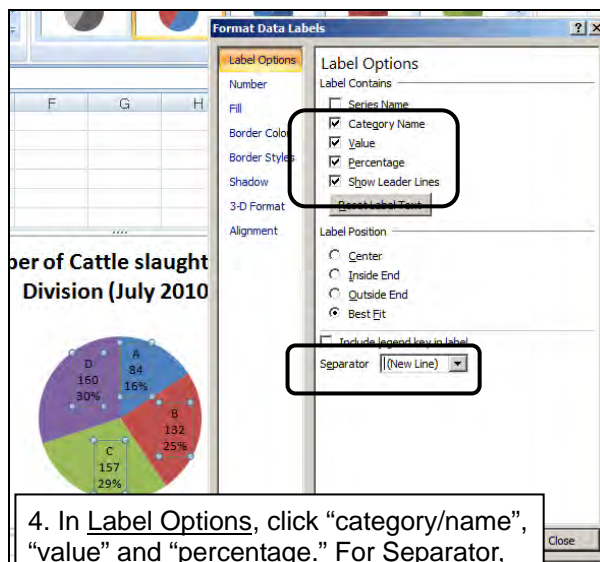 Format Data Labels
? X
Label Options
Number
Fill
Border Color
Border Styles
Shadow
3-D Format
Alignment
Label Options
Label Contains
Series Name
Category Name
Value
Percentage
Show Leader Lines
Reset Label Text
Label Position
Center
Inside End
Outside End
Best Fit
Include legend key in label
Separator (New Line)
Close
F G H
ber of Cattle slaught
Division (July 2010
A
84
16%
B
132
25%
C
157
29%
D
160
30%
4. In Label Options, click “category/name”,
“value” and “percentage.” For Separator,